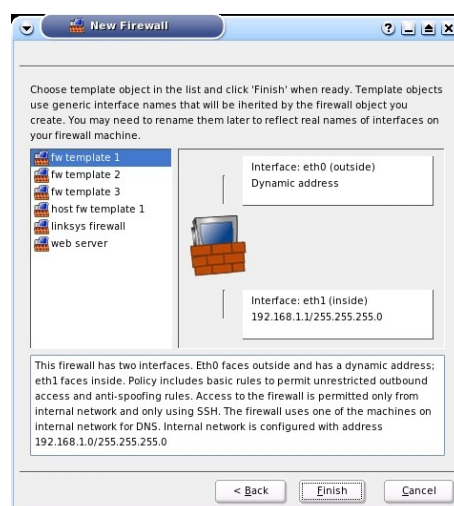 New Firewall
Choose template object in the list and click 'Finish' when ready. Template objects
use generic interface names that will be iherited by the firewall object you
create. You may need to rename them later to reflect real names of interfaces on
your firewall machine.
fw template 1
fw template 2
fw template 3
host fw template 1
linksys firewall
web server
Interface: eth0 (outside)
Dynamic address
Interface: eth1 (inside)
192.168.1.1/255.255.255.0
This firewall has two interfaces. Eth0 faces outside and has a dynamic address;
eth1 faces inside. Policy includes basic rules to permit unrestricted outbound
access and anti-spoofing rules. Access to the firewall is permitted only from
internal network and only using SSH. The firewall uses one of the machines on
internal network for DNS. Internal network is configured with address
192.168.1.0/255.255.255.0
< Back
Finish
Cancel